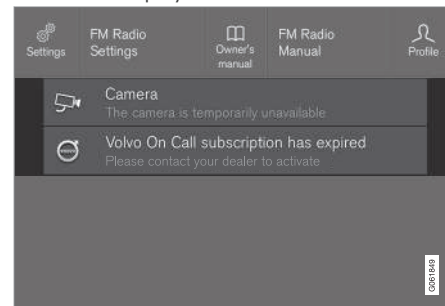 Settings
FM Radio
Settings
Owner's
manual
FM Radio
Manual
Profile
Camera
The camera is temporarily unavailable
Volvo On Call subscription has expired
Please contact your dealer to activate
G061849